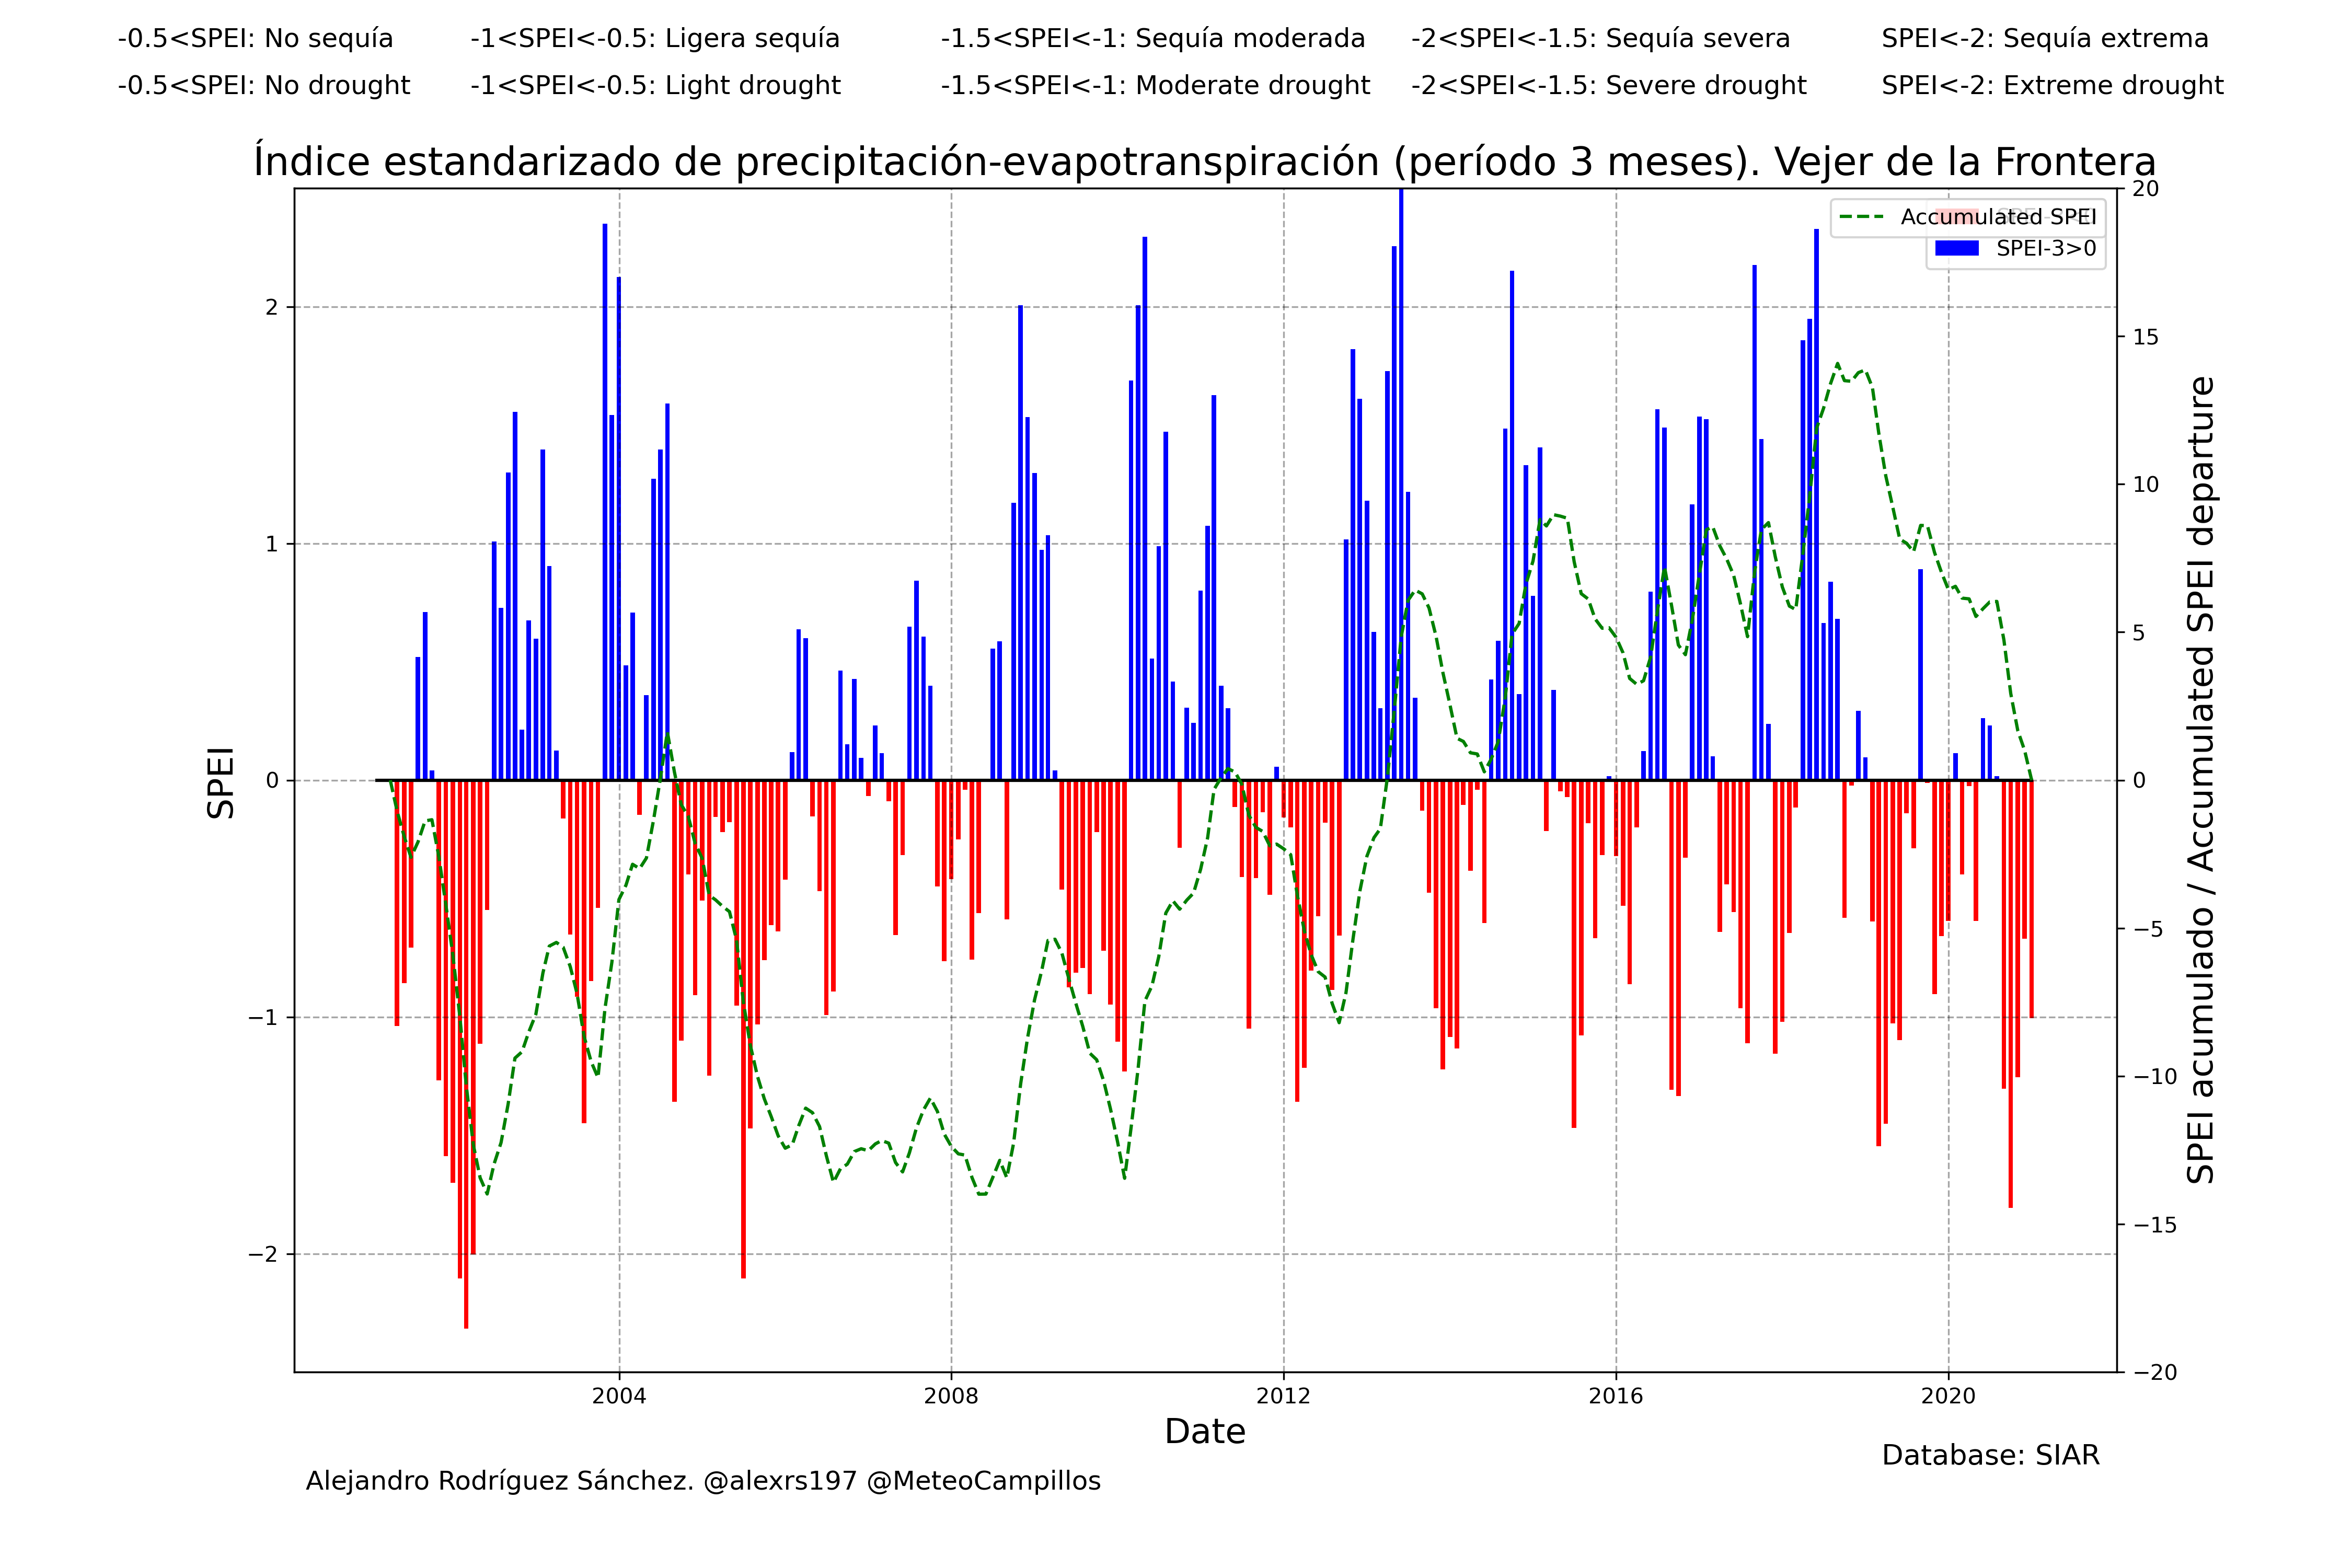 -0.5<SPEI: No sequía -1<SPEI<-0.5: Ligera sequía -1.5<SPEI<-1: Sequía moderada -2<SPEI<-1.5: Sequía severa SPEI<-2: Sequía extrema
-0.5<SPEI: No drought -1<SPEI<-0.5: Light drought -1.5<SPEI<-1: Moderate drought -2<SPEI<-1.5: Severe drought SPEI<-2: Extreme drought
Índice estandarizado de precipitación-evapotranspiración (período 3 meses). Vejer de la Frontera
Accumulated SPEI
SPEI-3>0
SPEI
2
1
0
−1
−2
20
15
10
5
0
−5
−10
−15
−20
SPEI acumulado / Accumulated SPEI departure
2004 2008 2012 2016 2020
Date
Database: SIAR
Alejandro Rodríguez Sánchez. @alexrs197 @MeteoCampillos